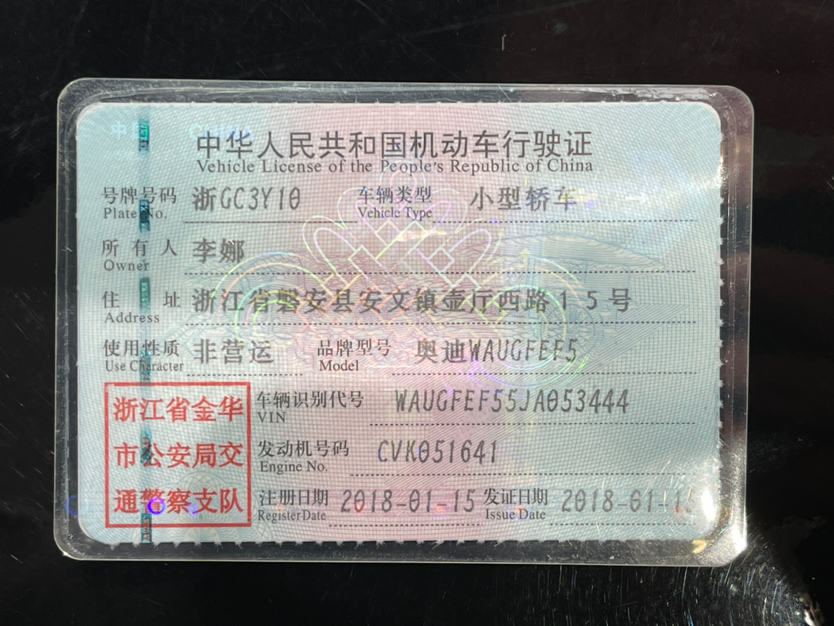 中华人民共和国机动车行驶证
Vehicle License of the People's Republic of China
号牌号码 浙GC3Y10 车辆类型 小型轿车
Plate No. Vehicle Type
所有人 李娜
Owner
住址 浙江省磐安县安文镇壶厅西路15号
Address
使用性质 非营运 品牌型号 奥迪WAUGFEF5
Use Character Model
浙江省金华
市公安局交
通警察支队
车辆识别代号 WAUGFEF55JA053444
VIN
发动机号码 CVK051641
Engine No.
注册日期 2018-01-15 发证日期 2018-01-
Register Date Issue Date